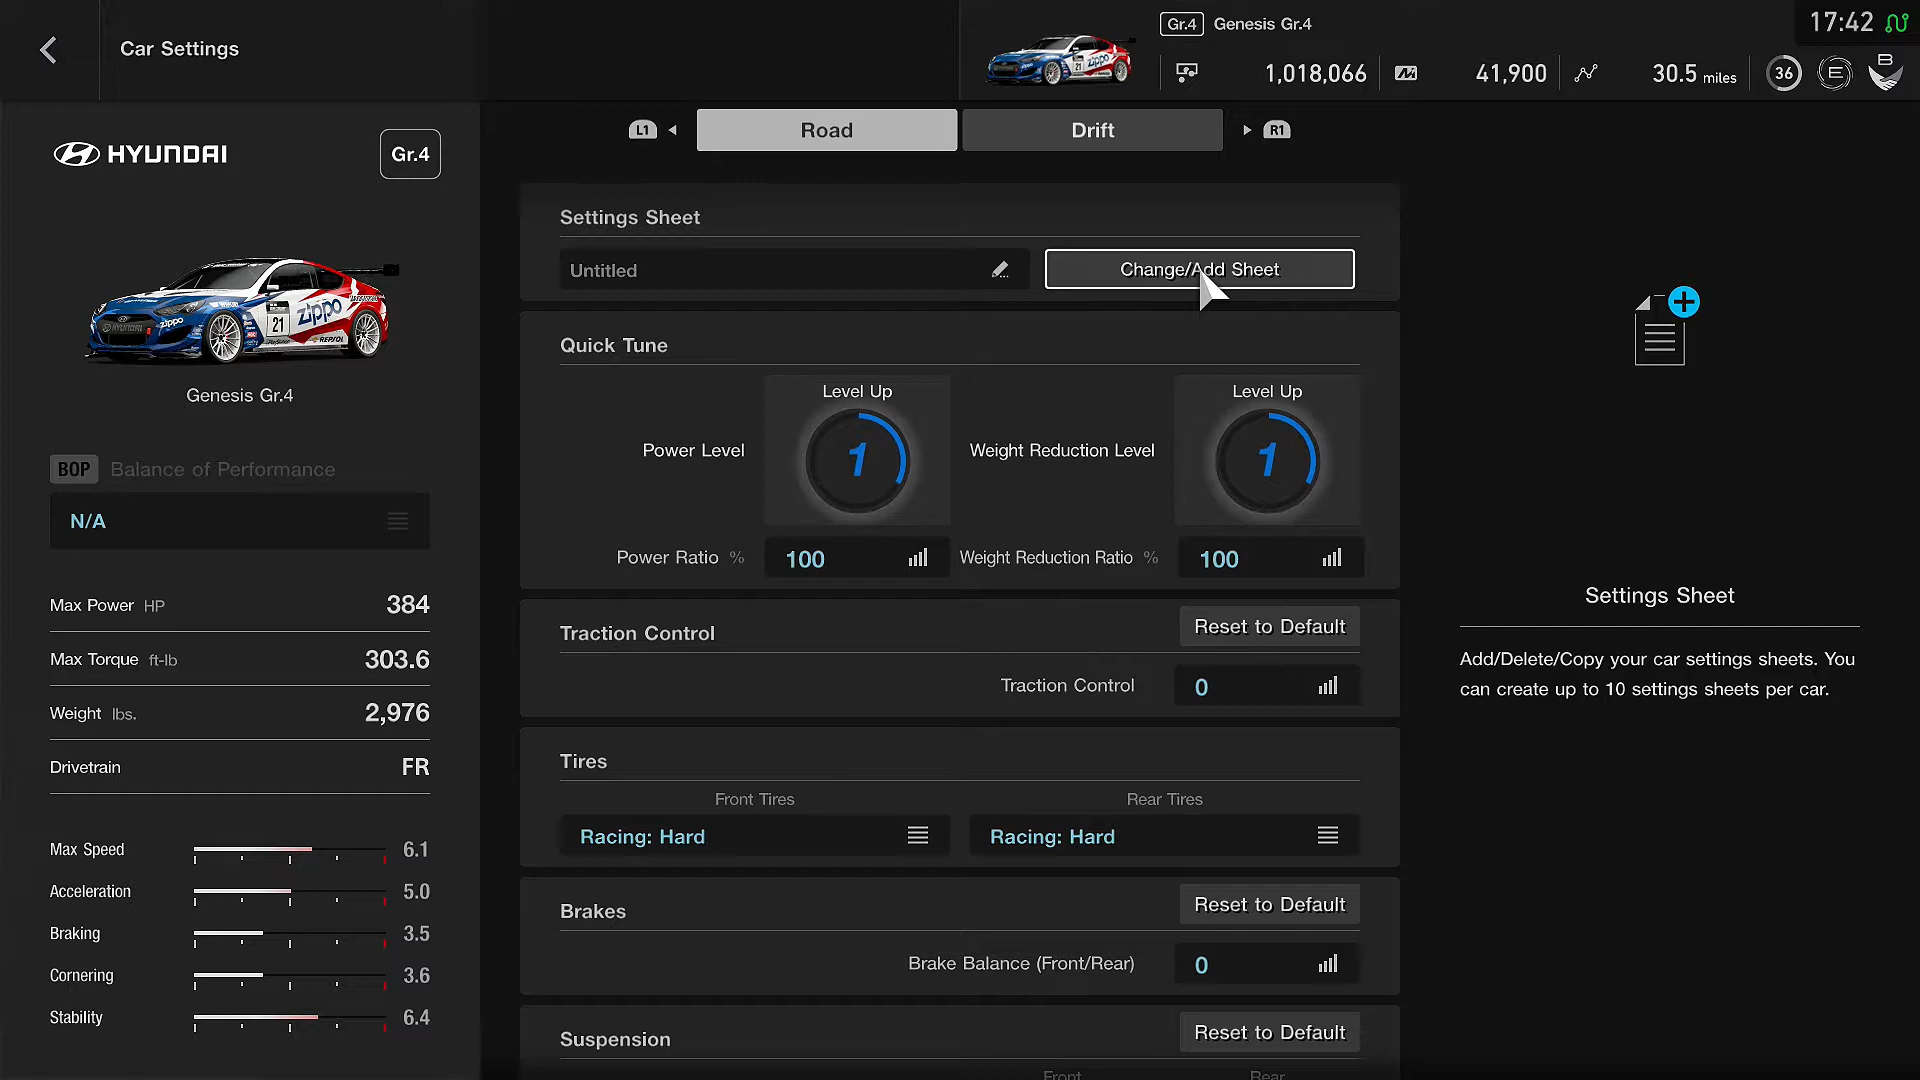 Car Settings
Gr.4 Genesis Gr.4
17:42
1,018,066
41,900
30.5 miles
36
E
B
L1
Road
Drift
R1
HYUNDAI
Gr.4
zippo
21
Genesis Gr.4
BOP Balance of Performance
N/A
Max Power HP 384
Max Torque ft-lb 303.6
Weight lbs. 2,976
Drivetrain FR
Max Speed 6.1
Acceleration 5.0
Braking 3.5
Cornering 3.6
Stability 6.4
Settings Sheet
Untitled
Change/Add Sheet
Quick Tune
Power Level
Level Up
1
Weight Reduction Level
Level Up
1
Power Ratio % 100
Weight Reduction Ratio % 100
Traction Control
Reset to Default
Traction Control 0
Tires
Front Tires
Rear Tires
Racing: Hard
Racing: Hard
Brakes
Reset to Default
Brake Balance (Front/Rear) 0
Suspension
Reset to Default
Front
Rear
Settings Sheet
Add/Delete/Copy your car settings sheets. You
can create up to 10 settings sheets per car.